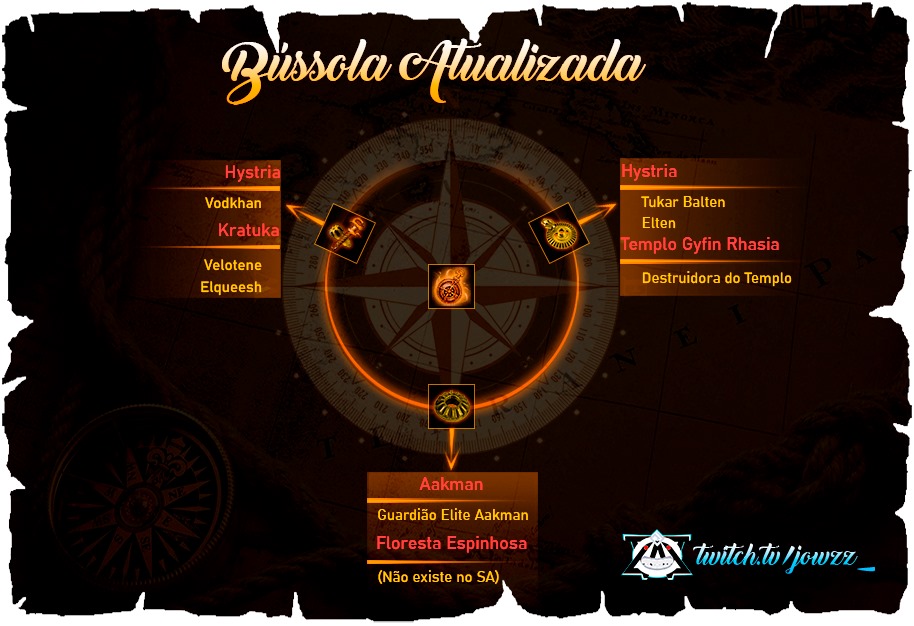 Bússola Atualizada
Hystria
Vodkhan
Kratuka
Velotene
Elqueesh
Hystria
Tukar Balten
Elten
Templo Gyfin Rhasia
Destruidora do Templo
Aakman
Guardião Elite Aakman
Floresta Espinhosa
(Não existe no SA)
twitch.tv/jowzz_